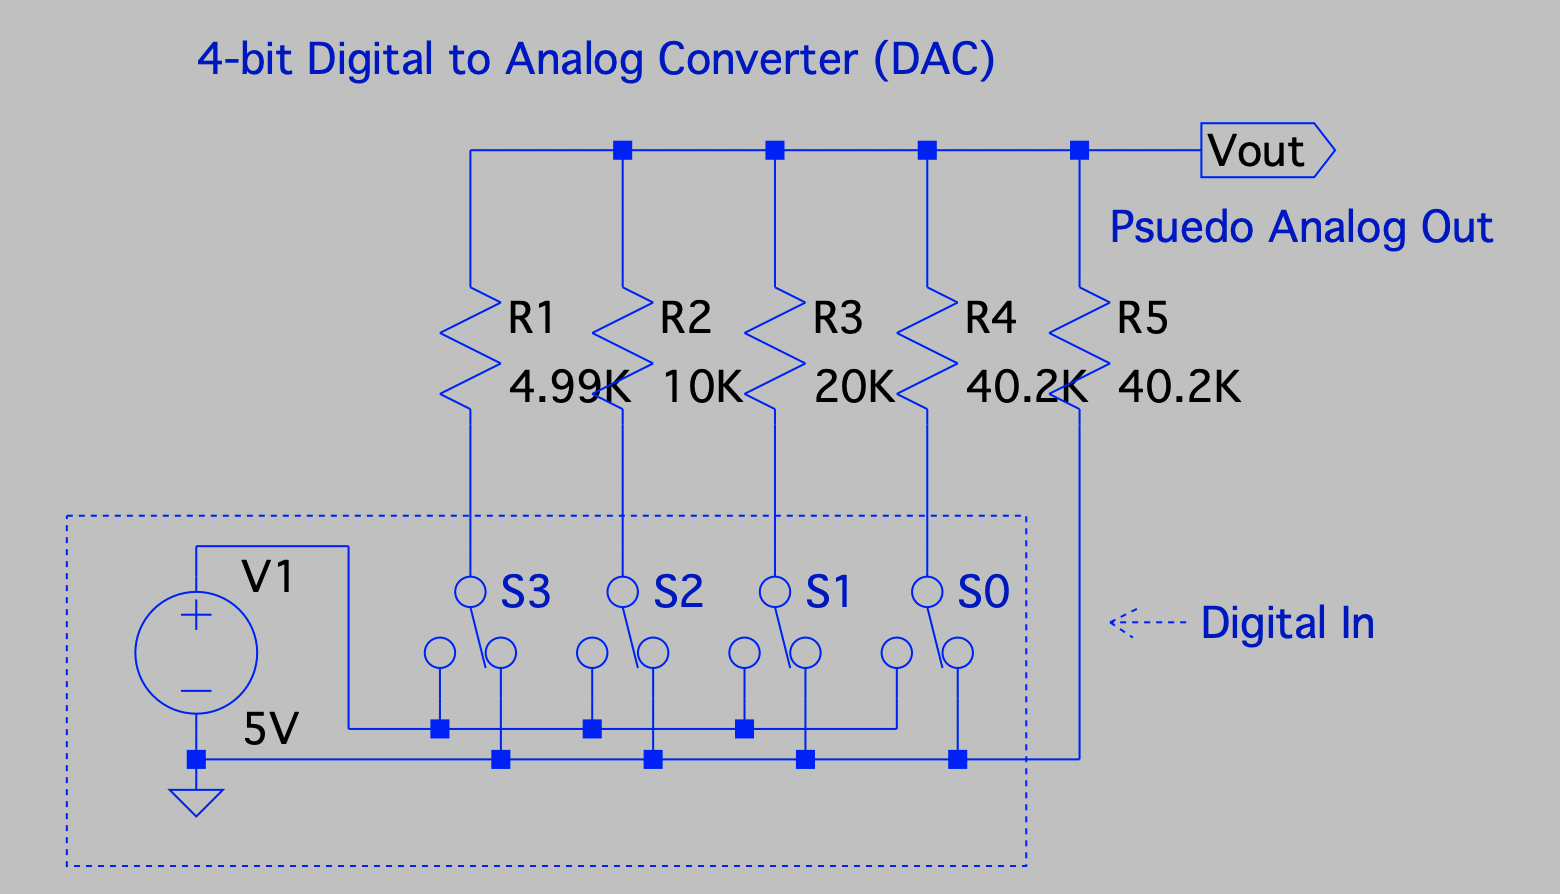 4-bit Digital to Analog Converter (DAC)
Vout
Psuedo Analog Out
R1
4.99K
R2
10K
R3
20K
R4
40.2K
R5
40.2K
V1
5V
S3
S2
S1
S0
Digital In